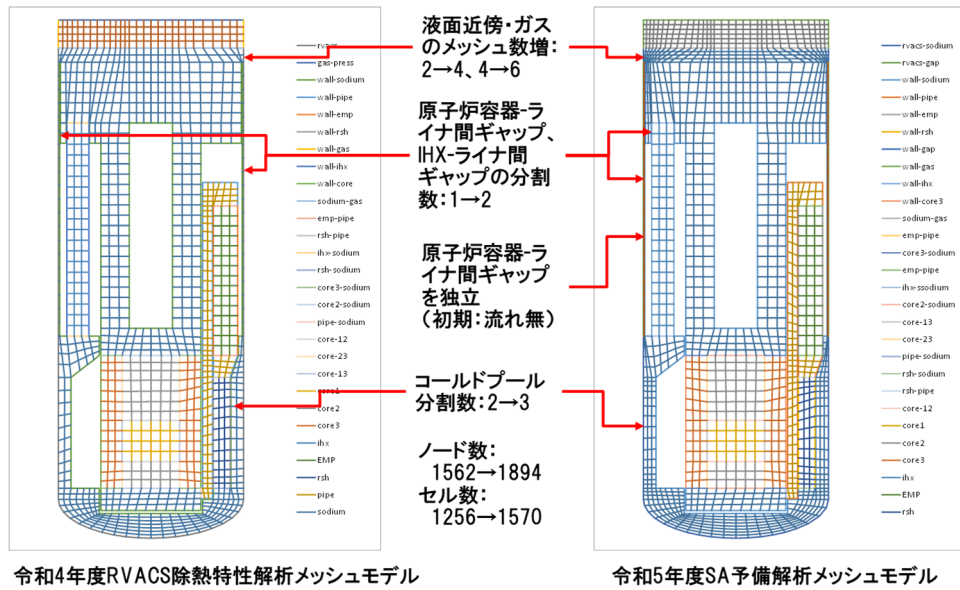 rvacs
gas-press
wall-sodium
wall-pipe
wall-emp
wall-rsh
wall-gas
wall-ihx
wall-core
sodium-gas
emp-pipe
rsh-pipe
ihx-sodium
rsh-sodium
core3-sodium
core2-sodium
pipe-sodium
core-12
core-23
core-13
core1
core2
core3
ihx
EMP
rsh
pipe
sodium
液面近傍・ガス
のメッシュ数増:
2→4、4→6
原子炉容器-ラ
イナ間ギャップ、
IHX-ライナ間
ギャップの分割
数:1→2
原子炉容器-ラ
イナ間ギャップ
を独立
(初期:流れ無)
コールドプール
分割数:2→3
ノード数:
1562→1894
セル数:
1256→1570
rvacs-sodium
rvacs-gap
wall-sodium
wall-pipe
wall-emp
wall-rsh
wall-gap
wall-gas
wall-ihx
wall-core3
sodium-gas
emp-pipe
core3-sodium
emp-pipe
ihx-ssodium
core2-sodium
core-13
core-23
pipe-sodium
rsh-sodium
rsh-pipe
core-12
core1
core2
core3
ihx
EMP
rsh
令和4年度RVACS除熱特性解析メッシュモデル
令和5年度SA予備解析メッシュモデル